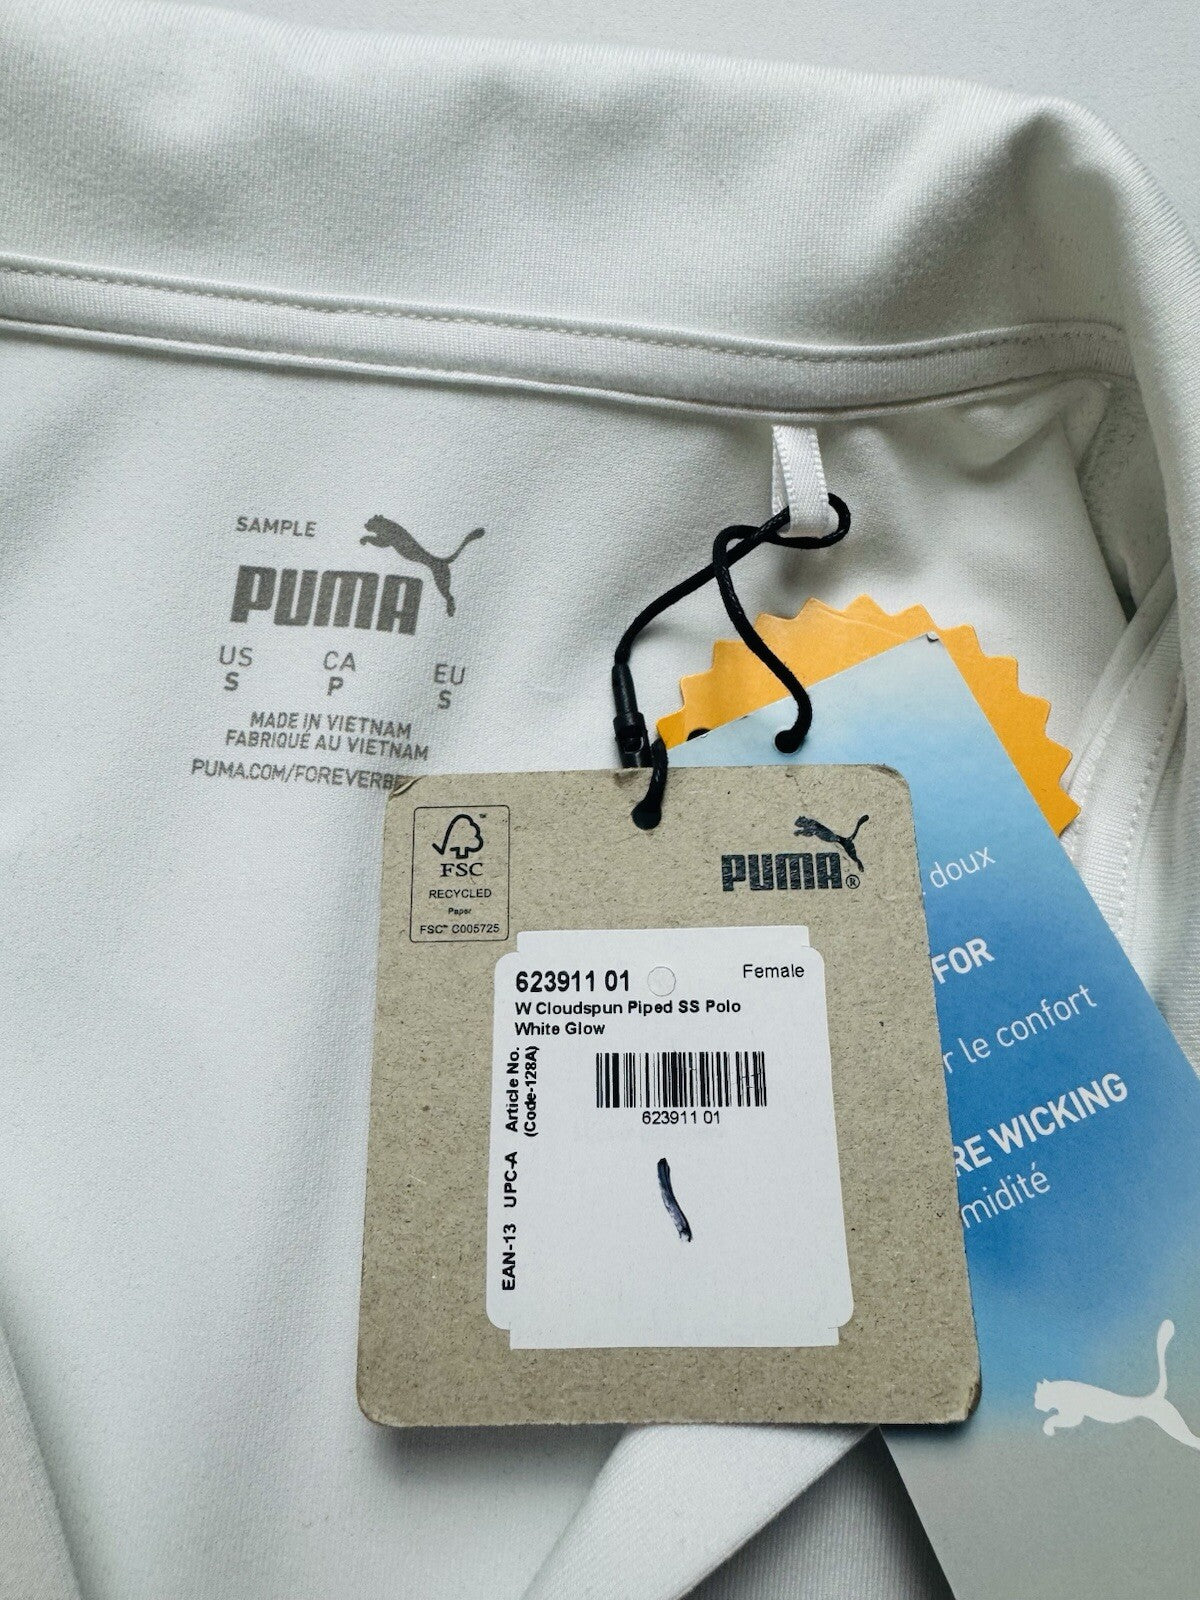 SAMPLE
PUMA
US CA EU
S P S
MADE IN VIETNAM
FABRIQUÉ AU VIETNAM
PUMA.COM/FOREVERBE
FSC™
RECYCLED
Paper
FSC™ C005725
PUMA®
623911 01
Female
W Cloudspun Piped SS Polo
White Glow
Article No.
(Code-128A)
623911 01
EAN-13 UPC-A
doux
FOR
r le confort
RE WICKING
midité